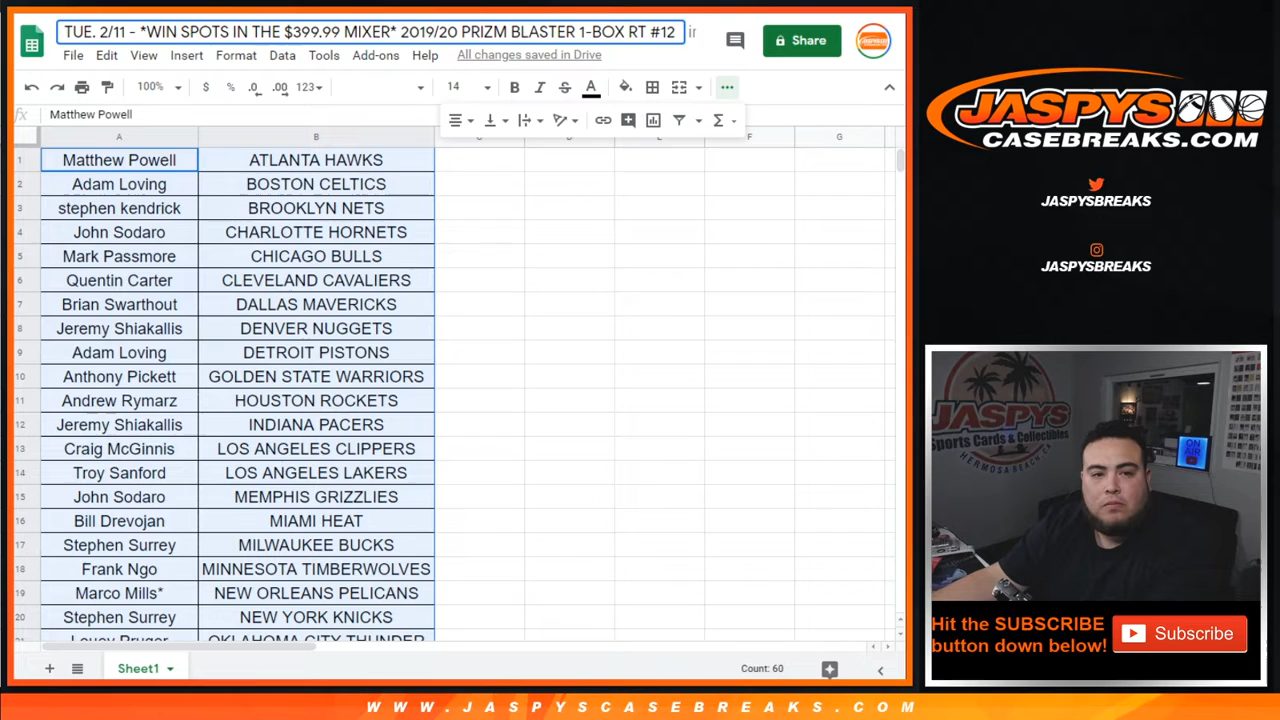 TUE. 2/11 - *WIN SPOTS IN THE $399.99 MIXER* 2019/20 PRIZM BLASTER 1-BOX RT #12
File Edit View Insert Format Data Tools Add-ons Help All changes saved in Drive
Share
100% $ % .0 .00 123 14 B I S A
fx Matthew Powell
A B G
1 Matthew Powell ATLANTA HAWKS
2 Adam Loving BOSTON CELTICS
3 stephen kendrick BROOKLYN NETS
4 John Sodaro CHARLOTTE HORNETS
5 Mark Passmore CHICAGO BULLS
6 Quentin Carter CLEVELAND CAVALIERS
7 Brian Swarthout DALLAS MAVERICKS
8 Jeremy Shiakallis DENVER NUGGETS
9 Adam Loving DETROIT PISTONS
10 Anthony Pickett GOLDEN STATE WARRIORS
11 Andrew Rymarz HOUSTON ROCKETS
12 Jeremy Shiakallis INDIANA PACERS
13 Craig McGinnis LOS ANGELES CLIPPERS
14 Troy Sanford LOS ANGELES LAKERS
15 John Sodaro MEMPHIS GRIZZLIES
16 Bill Drevojan MIAMI HEAT
17 Stephen Surrey MILWAUKEE BUCKS
18 Frank Ngo MINNESOTA TIMBERWOLVES
19 Marco Mills* NEW ORLEANS PELICANS
20 Stephen Surrey NEW YORK KNICKS
OKLAHOMA CITY THUNDER
Sheet1
Count: 60
JASPYS
CASEBREAKS.COM
JASPYSBREAKS
JASPYSBREAKS
JASPYS
Sports Cards & Collectibles
HERMOSA BEACH, CA
ON AIR
Hit the SUBSCRIBE
button down below!
Subscribe
WWW.JASPYSCASEBREAKS.COM